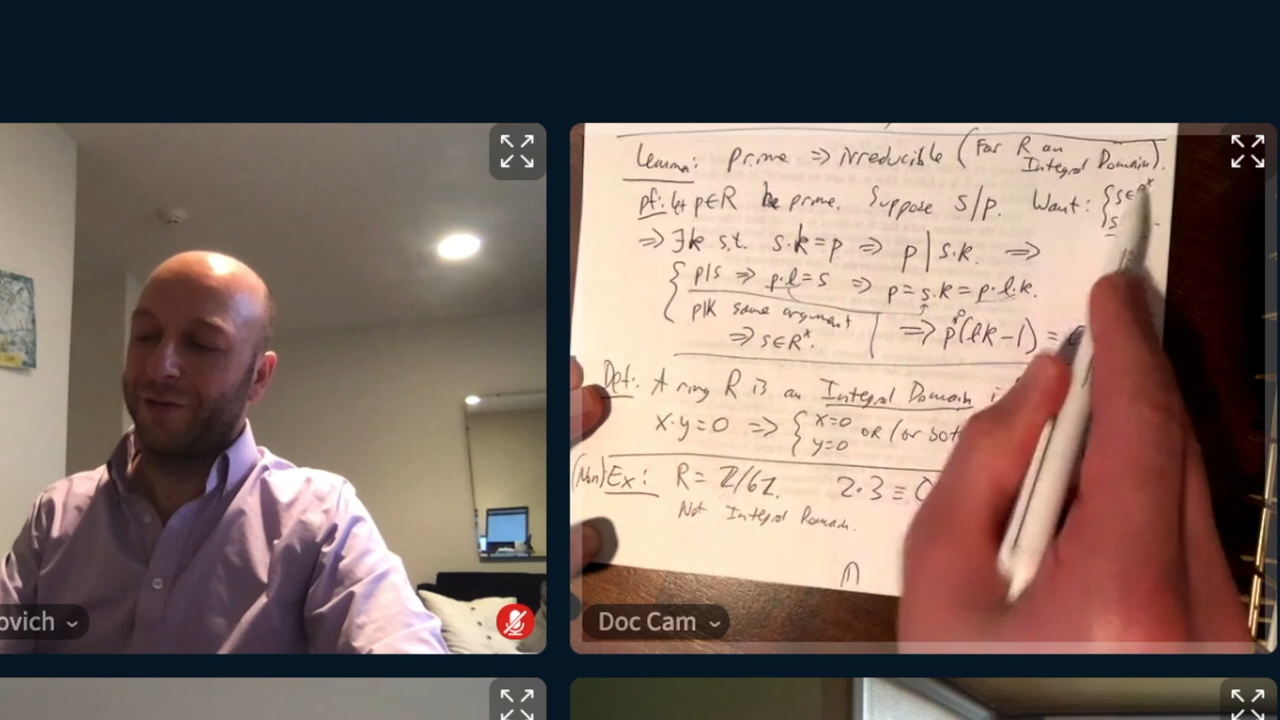 Lemma: Prime ⇒ irreducible (For R an Integral Domain).
pf: let p∈R be prime. Suppose s|p. Want: { s∈R^x
s
⇒ ∃k s.t. s·k=p ⇒ p | s·k. ⇒
{ p|s ⇒ p·l=s ⇒ p=s·k=p·l·k.
p|k same argument
⇒ s∈R^x. ⇒ p(lk-1) =
Def: A ring R is an Integral Domain
x·y=0 ⇒ { x=0 OR (or both
y=0
(Non) Ex: R= Z/6Z. 2·3≡0
Not Integral Domain.
ovich
Doc Cam